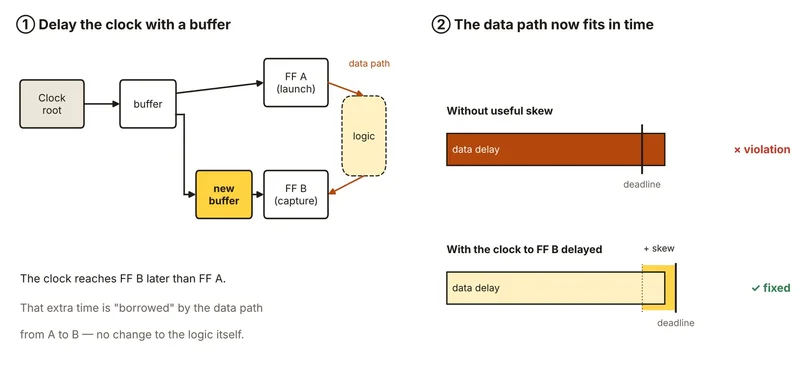 ① Delay the clock with a buffer
Clock
root
buffer
FF A
(launch)
data path
logic
new
buffer
FF B
(capture)
The clock reaches FF B later than FF A.
That extra time is "borrowed" by the data path
from A to B — no change to the logic itself.
② The data path now fits in time
Without useful skew
data delay
× violation
deadline
With the clock to FF B delayed
+ skew
data delay
✓ fixed
deadline